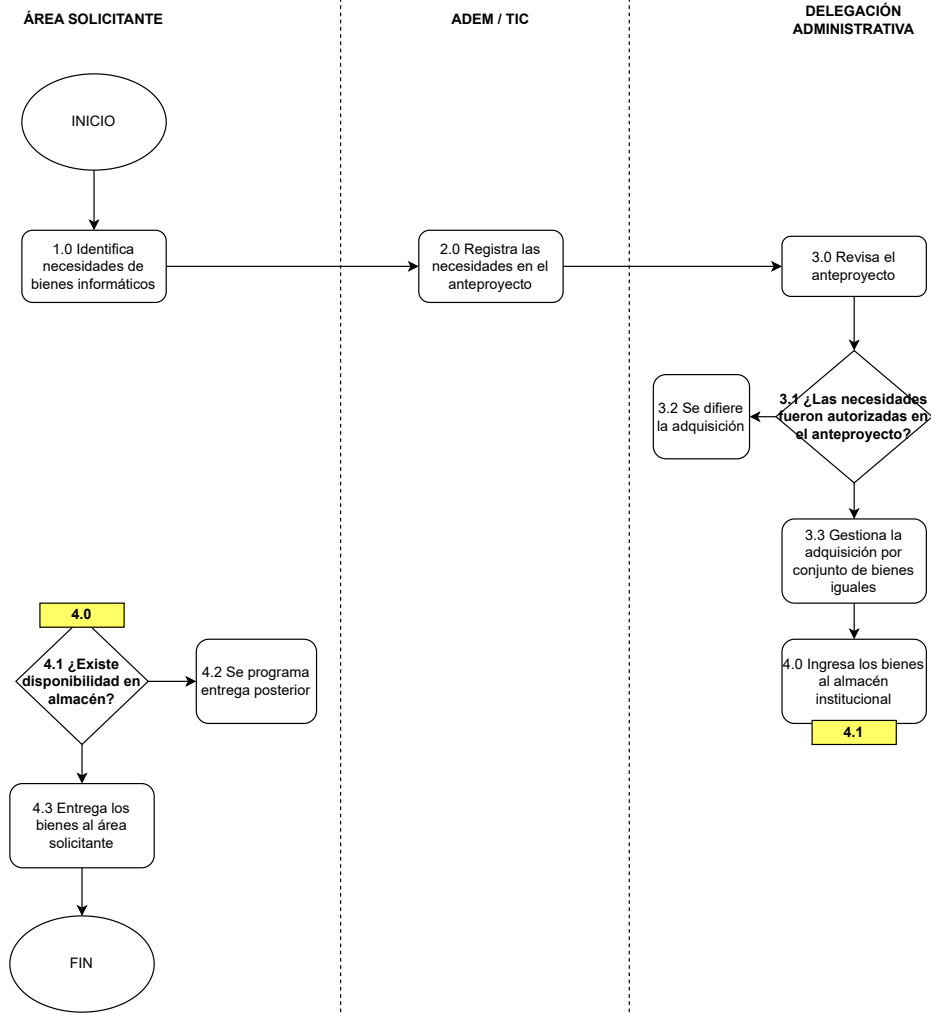 ÁREA SOLICITANTE
ADEM / TIC
DELEGACIÓN
ADMINISTRATIVA
INICIO
1.0 Identifica
necesidades de
bienes informáticos
2.0 Registra las
necesidades en el
anteproyecto
3.0 Revisa el
anteproyecto
3.1 ¿Las necesidades
fueron autorizadas en
el anteproyecto?
3.2 Se difiere
la adquisición
3.3 Gestiona la
adquisición por
conjunto de bienes
iguales
4.0 Ingresa los bienes
al almacén
institucional
4.1
4.0
4.1 ¿Existe
disponibilidad en
almacén?
4.2 Se programa
entrega posterior
4.3 Entrega los
bienes al área
solicitante
FIN